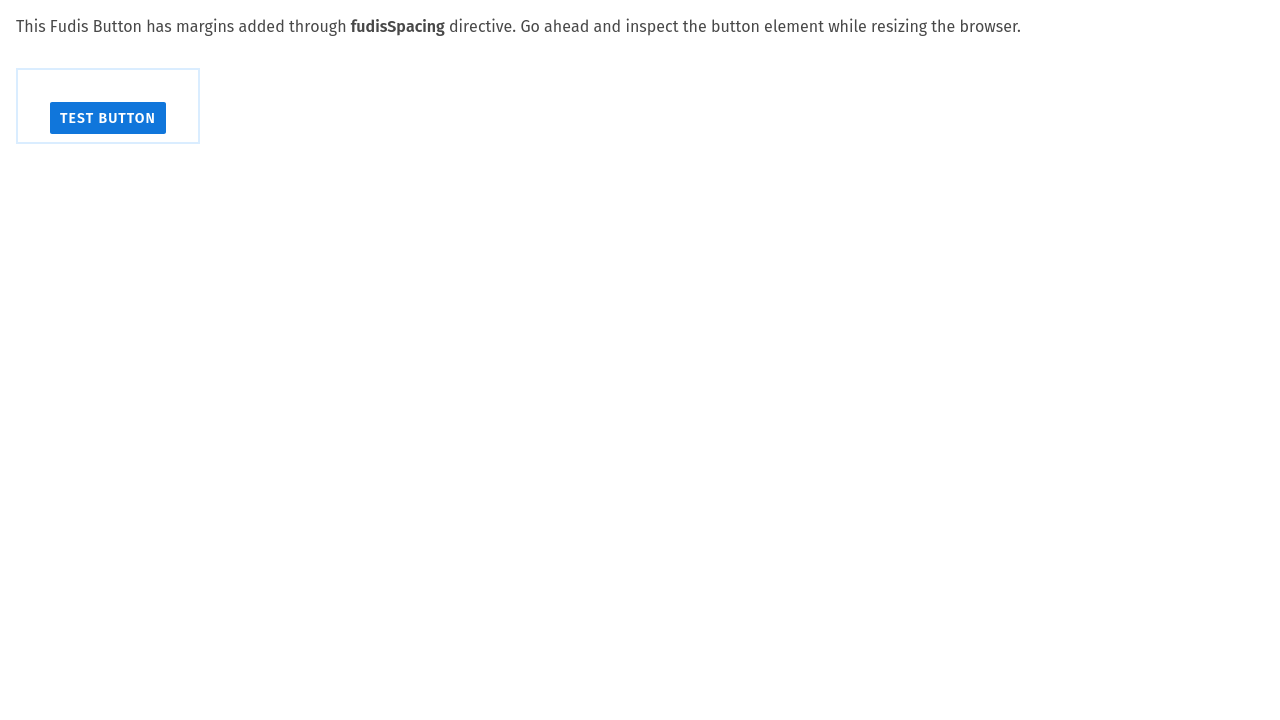 This Fudis Button has margins added through fudisSpacing directive. Go ahead and inspect the button element while resizing the browser.
TEST BUTTON